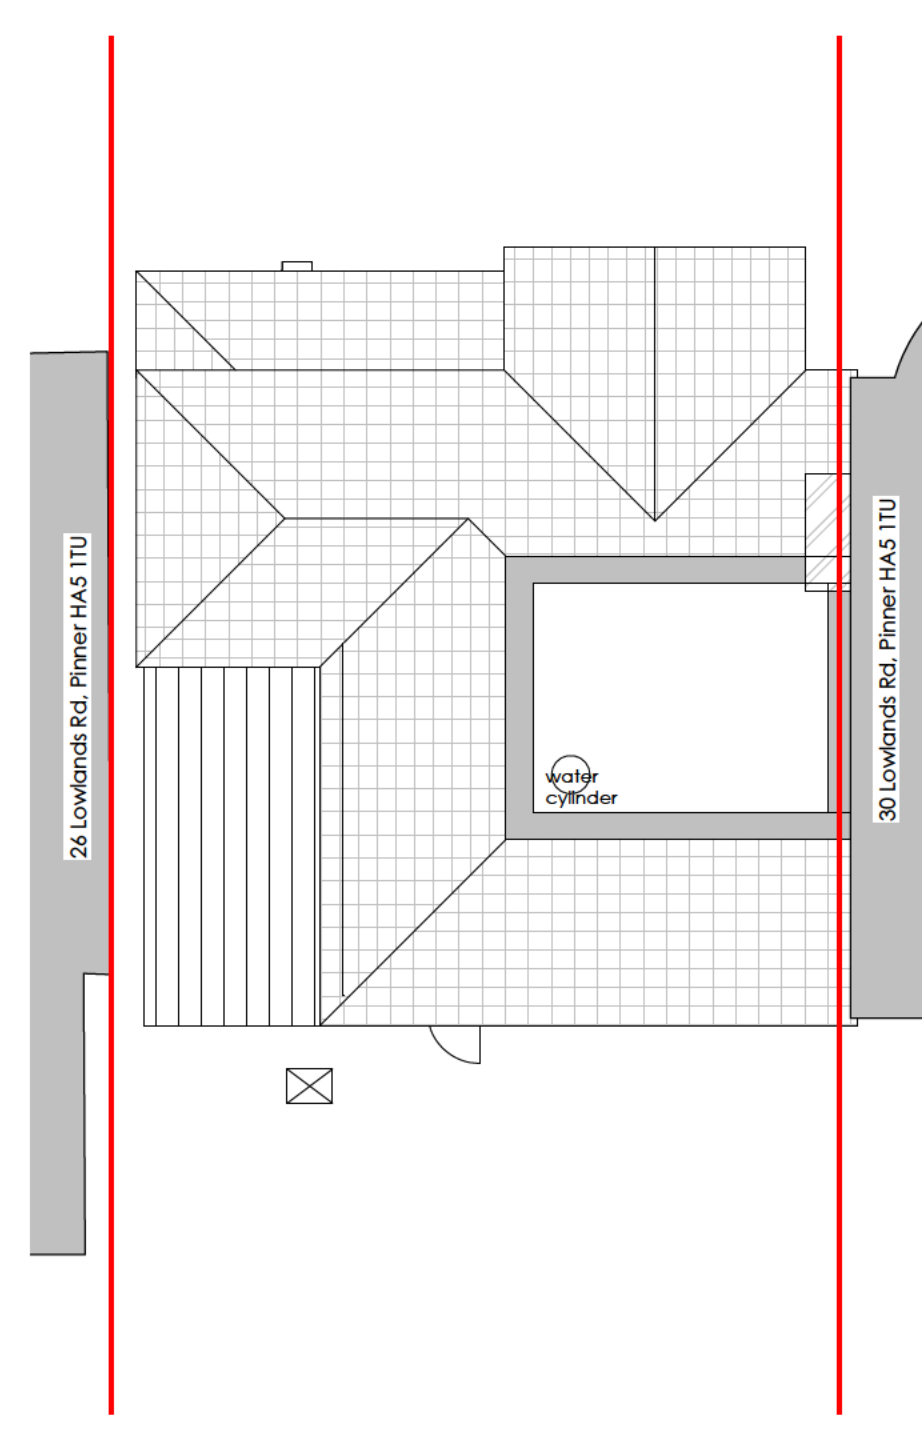 26 Lowlands Rd, Pinner HA5 1TU
water
cylinder
30 Lowlands Rd, Pinner HA5 1TU